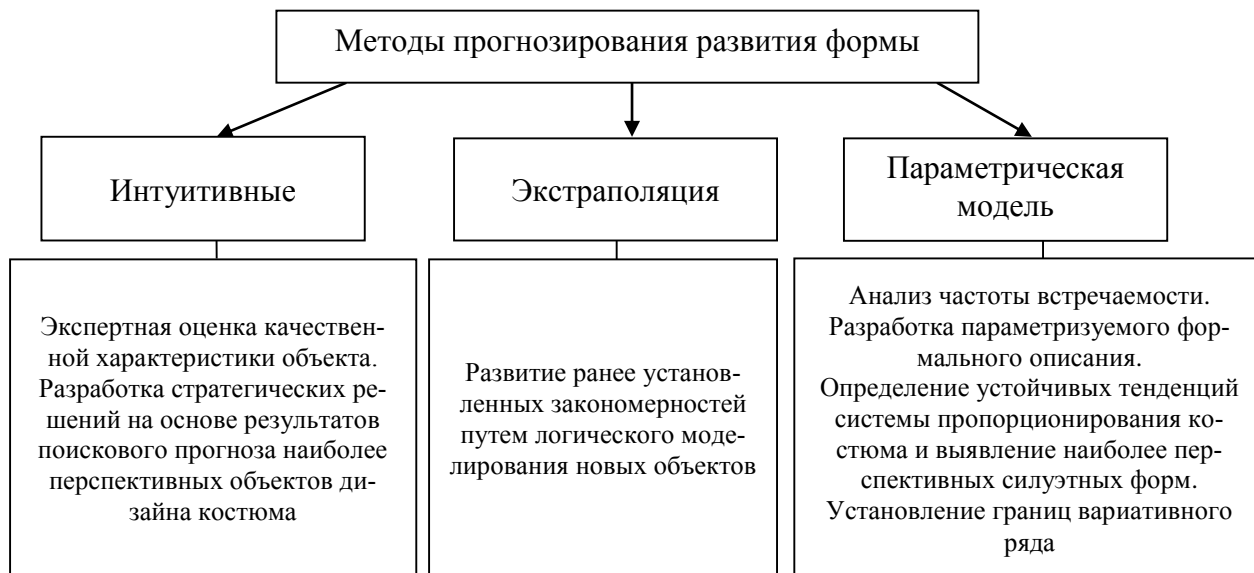 Методы прогнозирования развития формы
Интуитивные
Экспертная оценка качествен-
ной характеристики объекта.
Разработка стратегических ре-
шений на основе результатов
поискового прогноза наиболее
перспективных объектов ди-
зайна костюма
Экстраполяция
Развитие ранее установ-
ленных закономерностей
путем логического моде-
лирования новых объектов
Параметрическая
модель
Анализ частоты встречаемости.
Разработка параметризуемого фор-
мального описания.
Определение устойчивых тенденций
системы пропорционирования ко-
стюма и выявление наиболее пер-
спективных силуэтных форм.
Установление границ вариативного
ряда